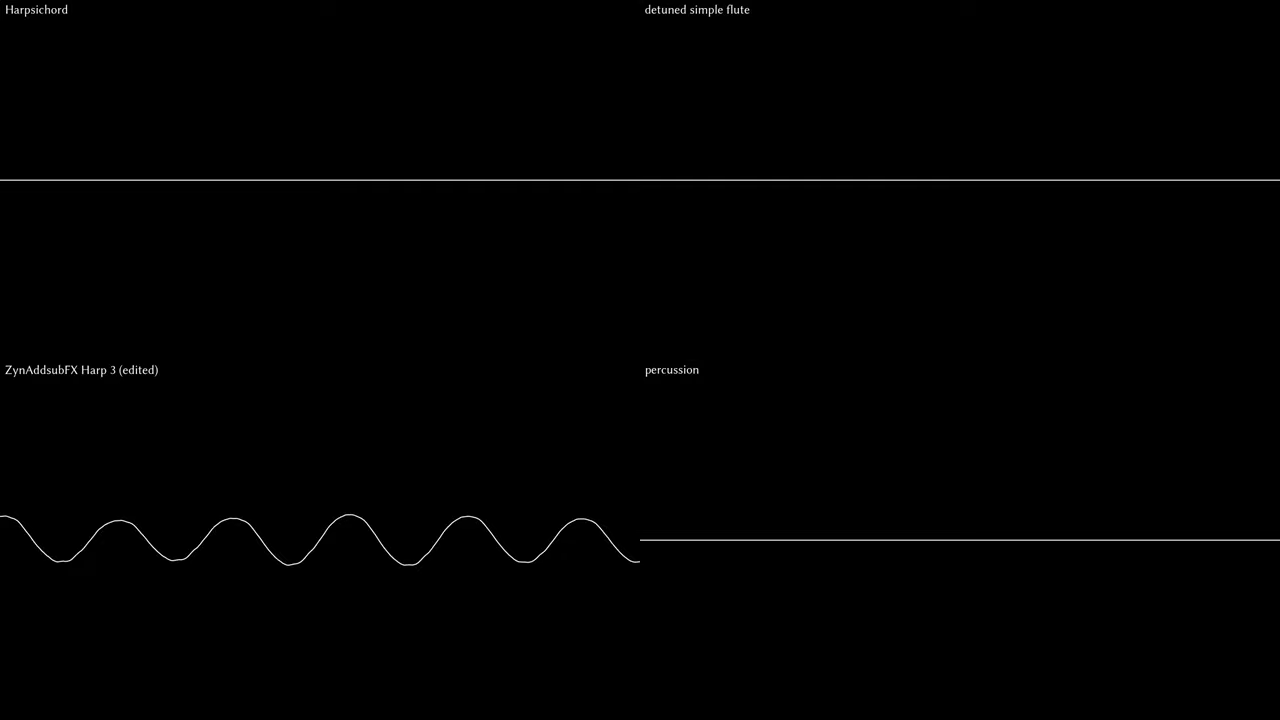 Harpsichord
detuned simple flute
ZynAddsubFX Harp 3 (edited)
percussion